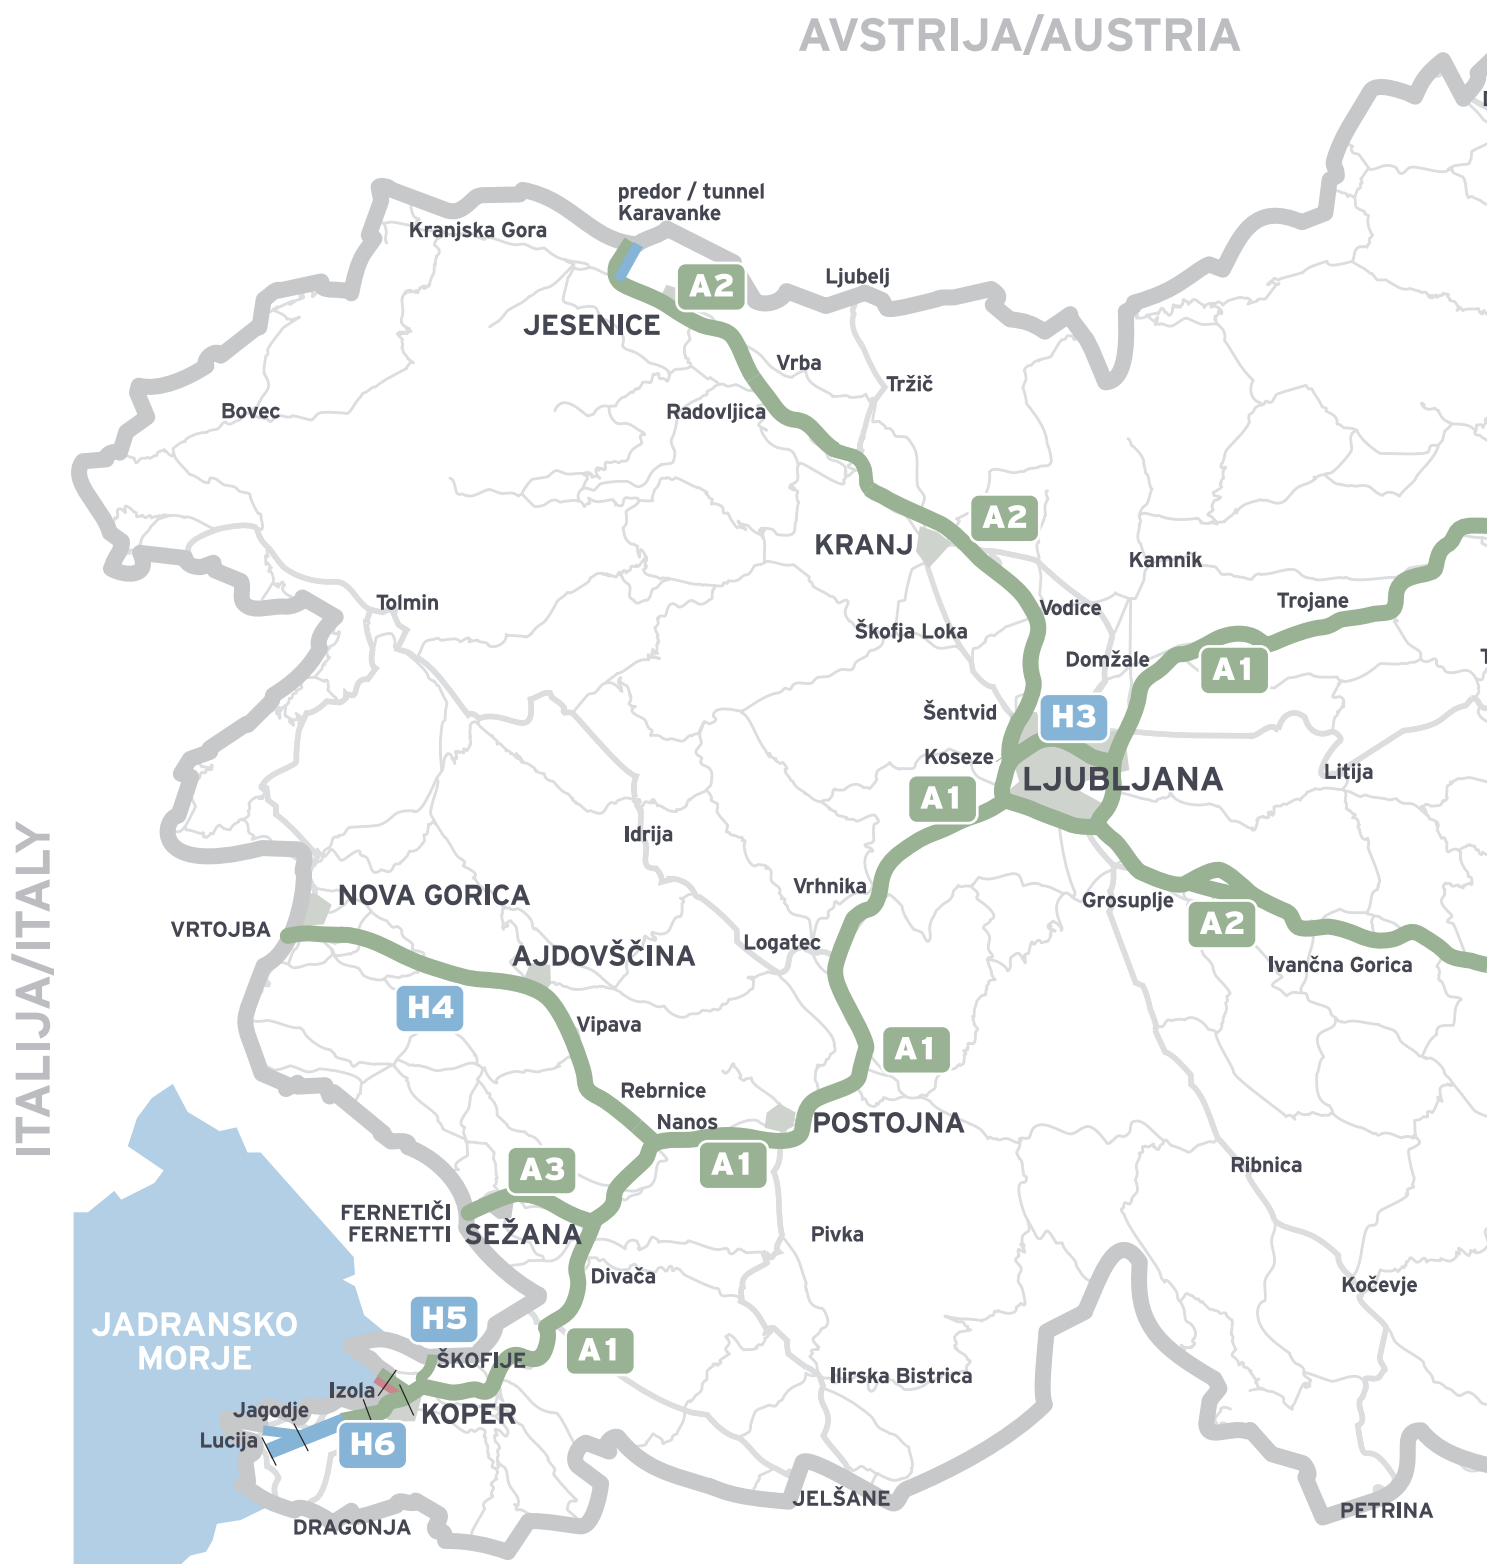 AVSTRIJA/AUSTRIA
predor / tunnel
Karavanke
Kranjska Gora
A2
Ljubelj
JESENICE
Vrba
Tržič
Radovljica
Bovec
A2
KRANJ
Kamnik
Tolmin
Vodice
Trojane
Škofja Loka
Domžale
A1
Šentvid
H3
Koseze
LJUBLJANA
Litija
A1
Idrija
Vrhnika
NOVA GORICA
Grosuplje
VRTOJBA
A2
Logatec
AJDOVŠČINA
Ivančna Gorica
H4
Vipava
ITALIJA/ITALY
A1
Rebrnice
Nanos
POSTOJNA
A1
A3
Ribnica
FERNETIČI
FERNETTI
SEŽANA
Pivka
Divača
Kočevje
H5
JADRANSKO
MORJE
A1
ŠKOFIJE
Ilirska Bistrica
Izola
Jagodje
KOPER
Lucija
H6
JELŠANE
PETRINA
DRAGONJA